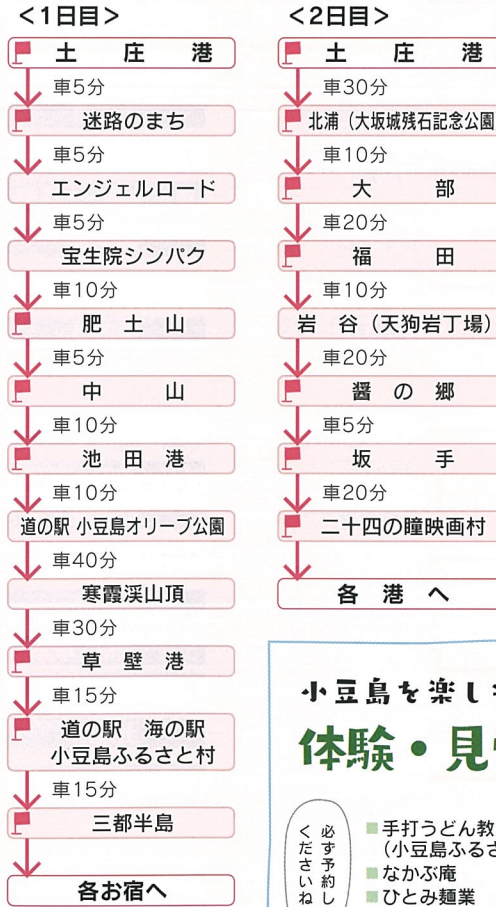 <1日目>
土庄港
車5分
迷路のまち
車5分
エンジェルロード
車5分
宝生院シンパク
車10分
肥土山
車5分
中山
車10分
池田港
車10分
道の駅 小豆島オリーブ公園
車40分
寒霞渓山頂
車30分
草壁港
車15分
道の駅 海の駅
小豆島ふるさと村
車15分
三都半島
各お宿へ
<2日目>
土庄港
車30分
北浦（大坂城残石記念公園
車10分
大部
車20分
福田
車10分
岩谷（天狗岩丁場）
車20分
醤の郷
車5分
坂手
車20分
二十四の瞳映画村
各港へ
小豆島を楽し
体験・見
必ず予約し
くださいね
手打うどん教
（小豆島ふるさ
なかぶ庵
ひとみ麺業